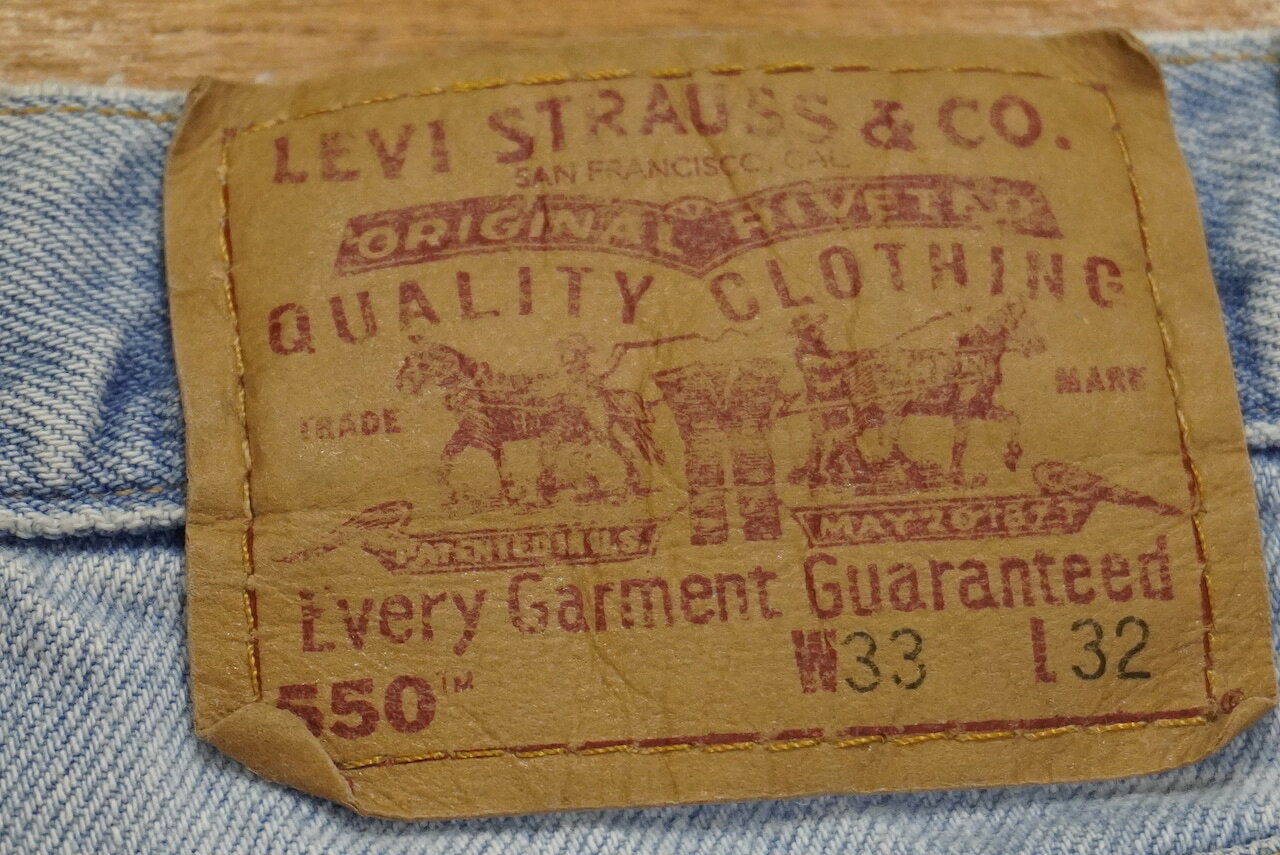 LEVI STRAUSS & CO.
SAN FRANCISCO, CAL
ORIGINAL RIVETED
QUALITY CLOTHING
TRADE MARK
PATENTED IN U.S. MAY 20 1873
Every Garment Guaranteed
550™ W33 L32 ®